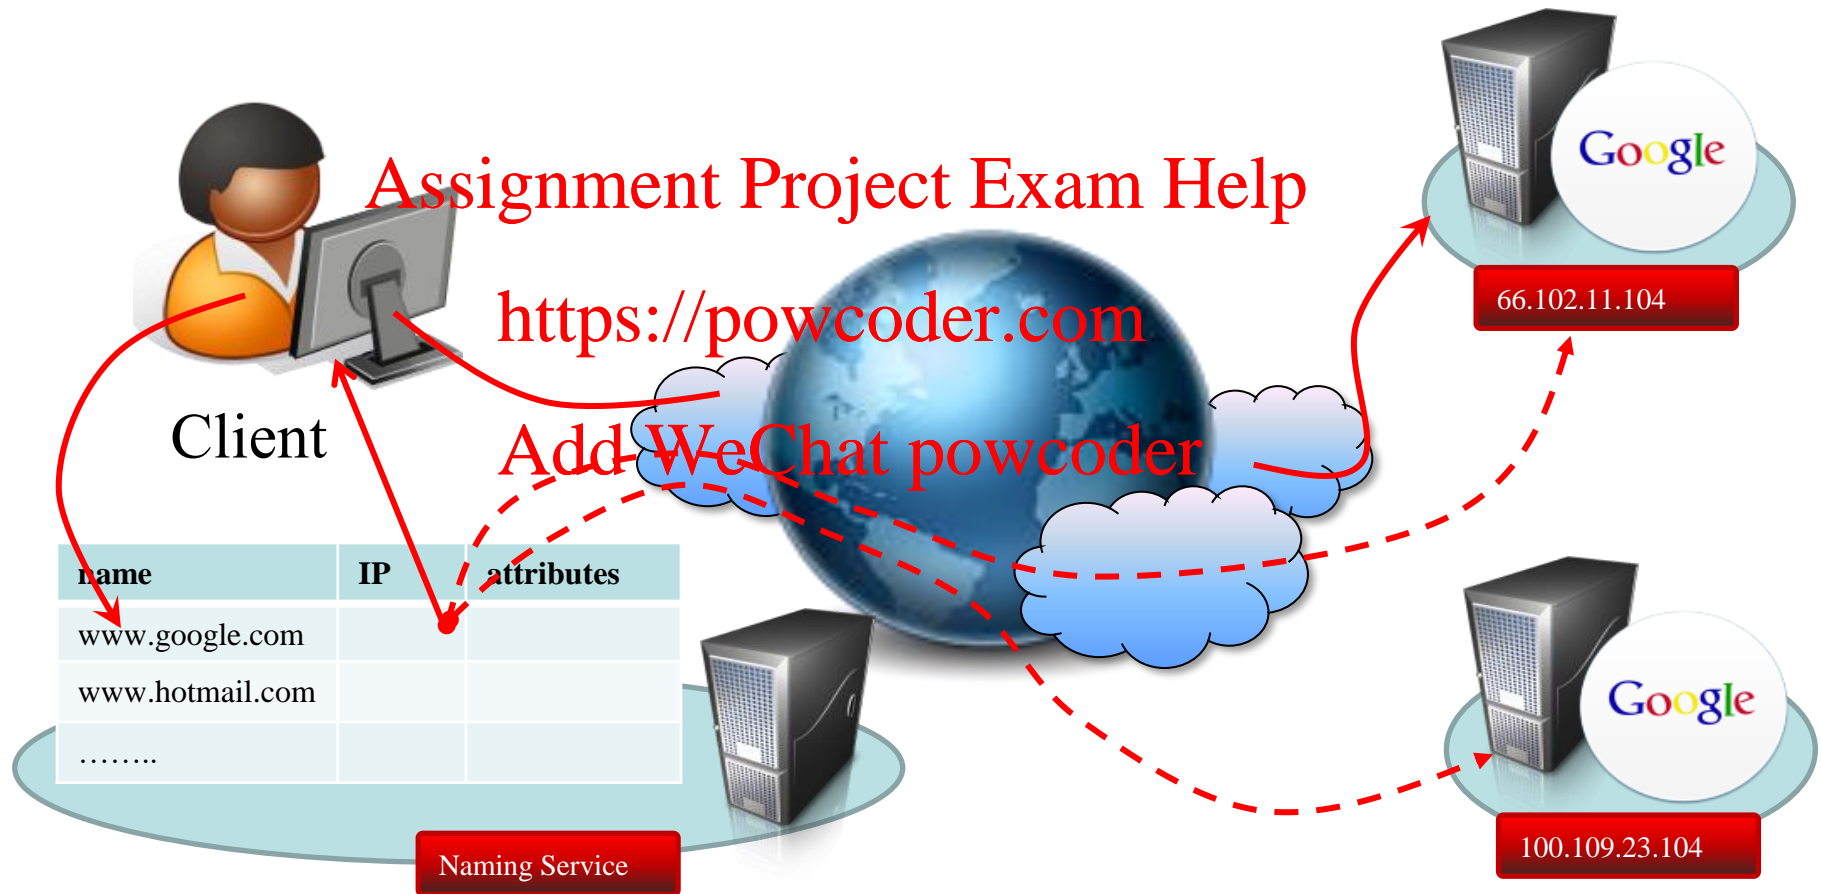 Google
Assignment Project Exam Help
66.102.11.104
https://powcoder.com
Client
Add WeChat powcoder
name IP attributes
www.google.com
www.hotmail.com
……..
Google
Naming Service
100.109.23.104